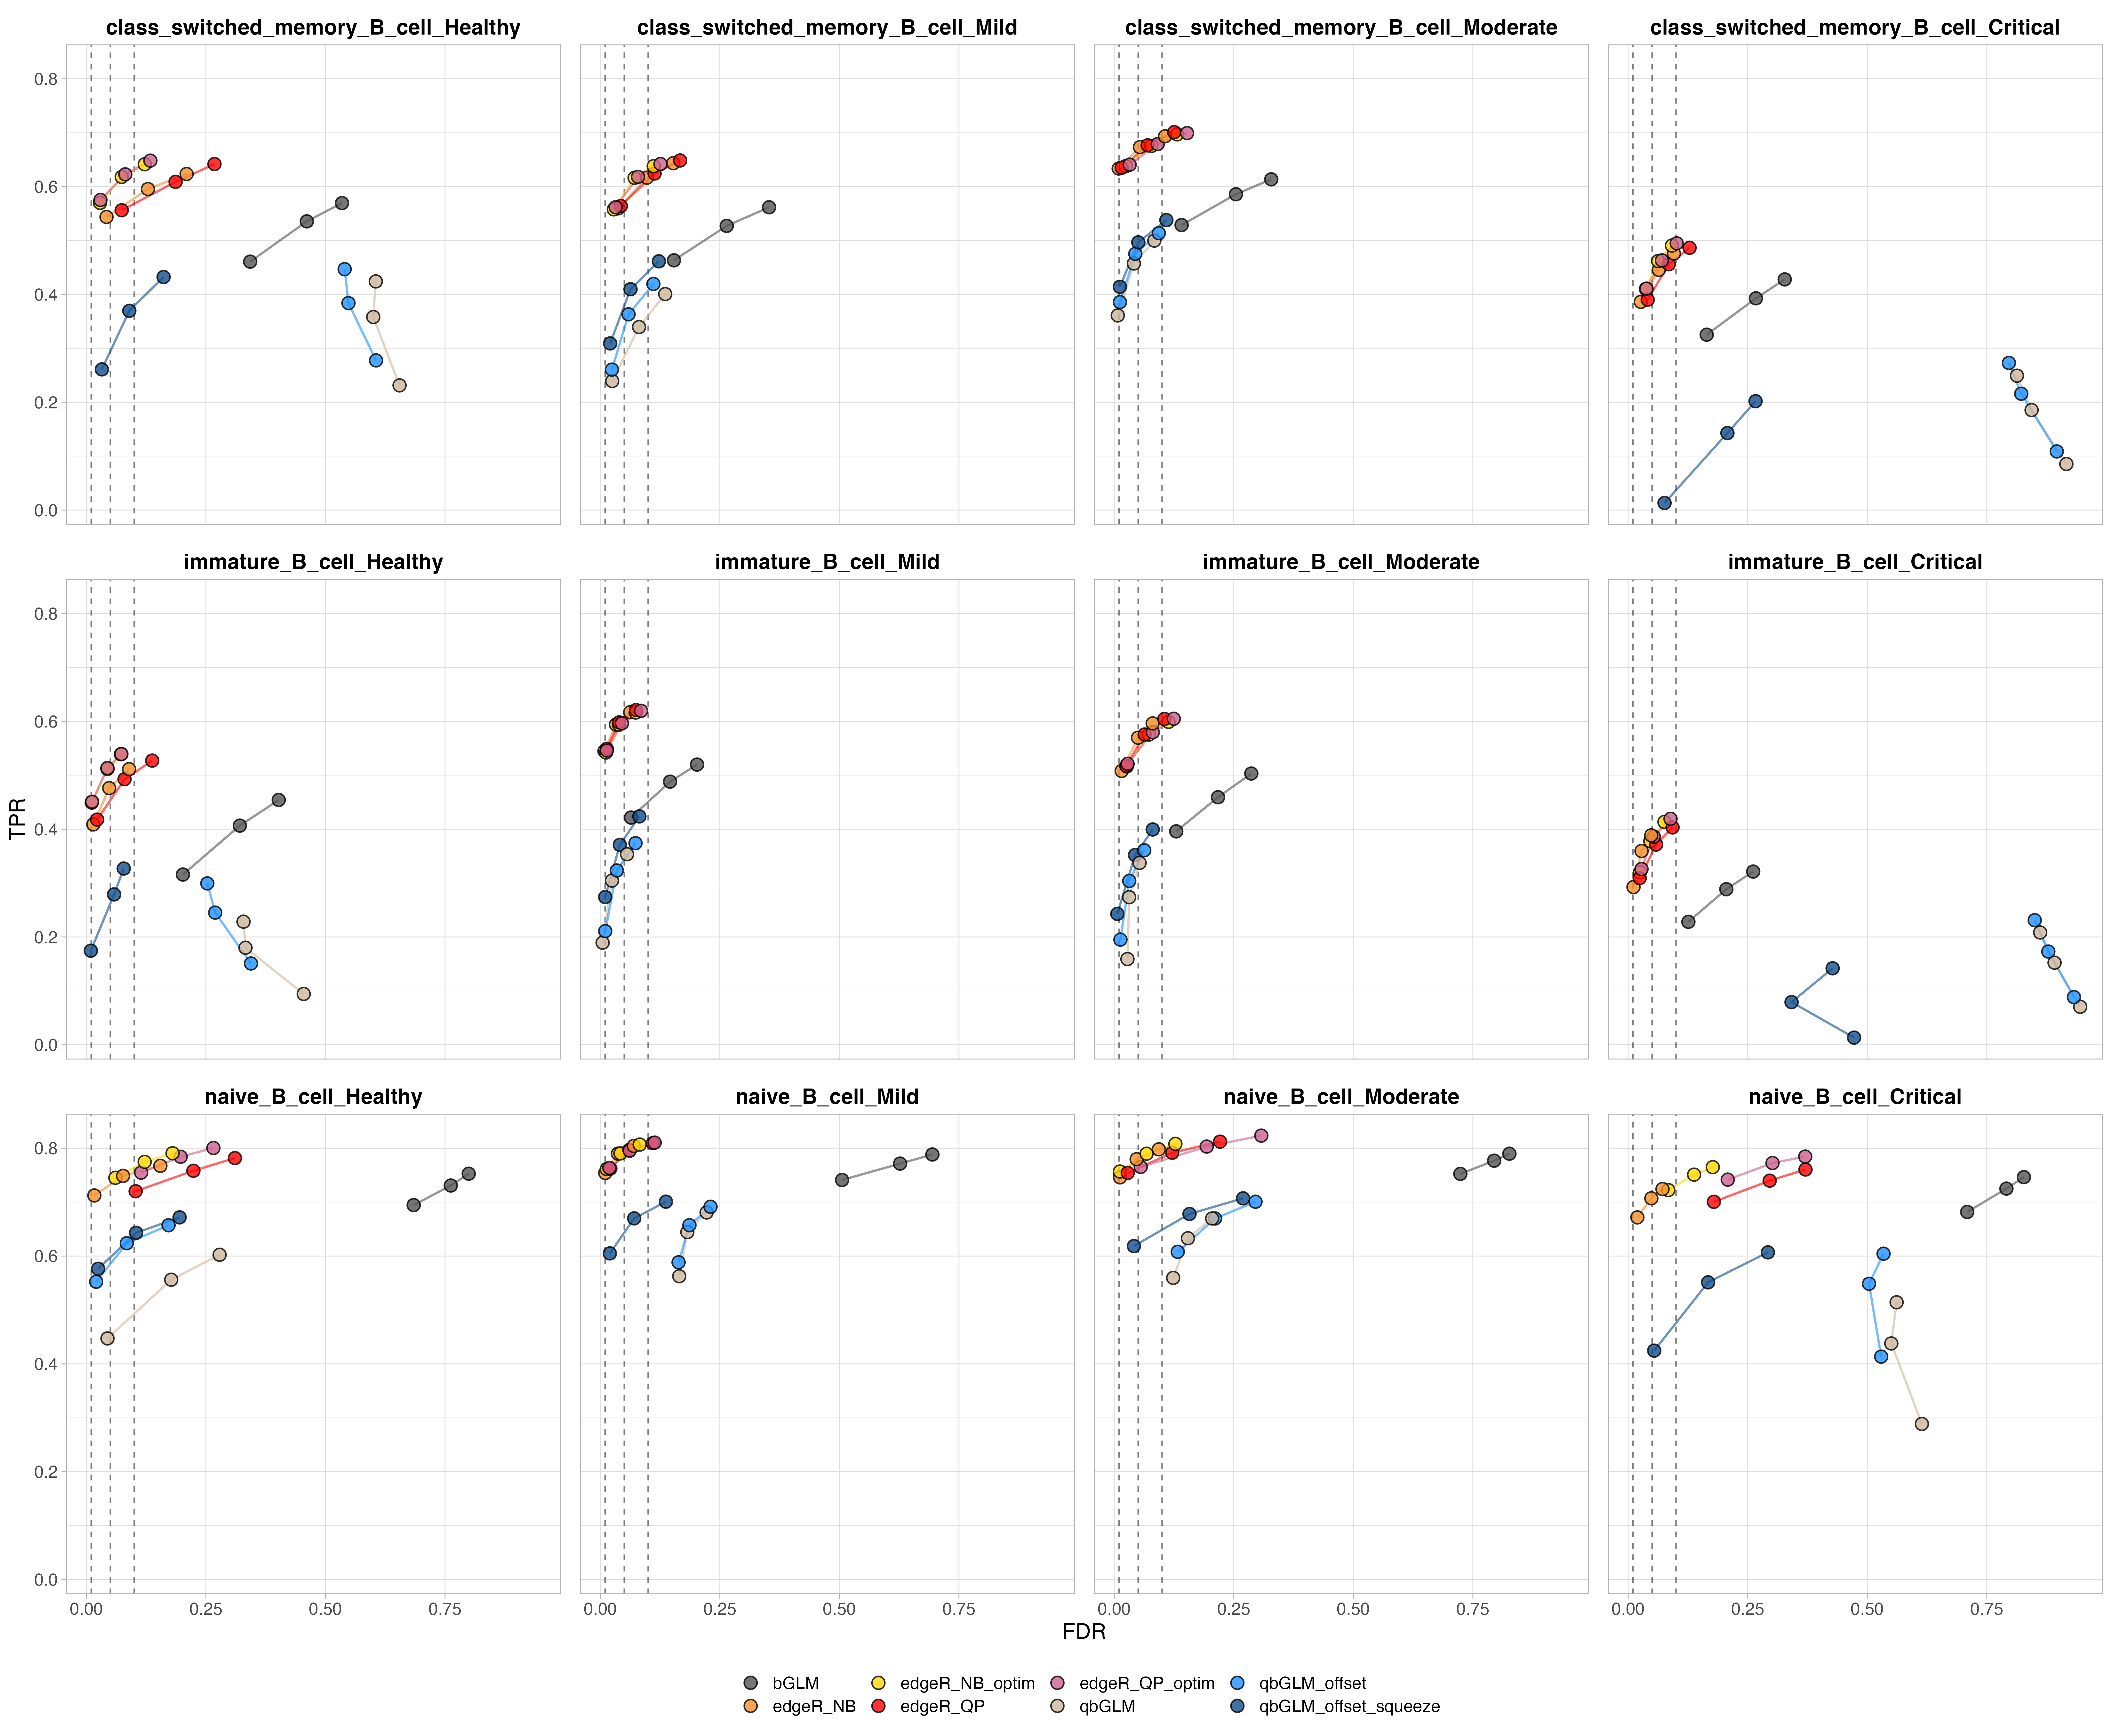 class_switched_memory_B_cell_Healthy
class_switched_memory_B_cell_Mild
class_switched_memory_B_cell_Moderate
class_switched_memory_B_cell_Critical
0.8
0.6
0.4
0.2
0.0
immature_B_cell_Healthy
immature_B_cell_Mild
immature_B_cell_Moderate
immature_B_cell_Critical
0.8
0.6
0.4
0.2
0.0
TPR
naive_B_cell_Healthy
naive_B_cell_Mild
naive_B_cell_Moderate
naive_B_cell_Critical
0.8
0.6
0.4
0.2
0.0
0.00 0.25 0.50 0.75
0.00 0.25 0.50 0.75
0.00 0.25 0.50 0.75
0.00 0.25 0.50 0.75
FDR
bGLM edgeR_NB_optim edgeR_QP_optim qbGLM_offset
edgeR_NB edgeR_QP qbGLM qbGLM_offset_squeeze